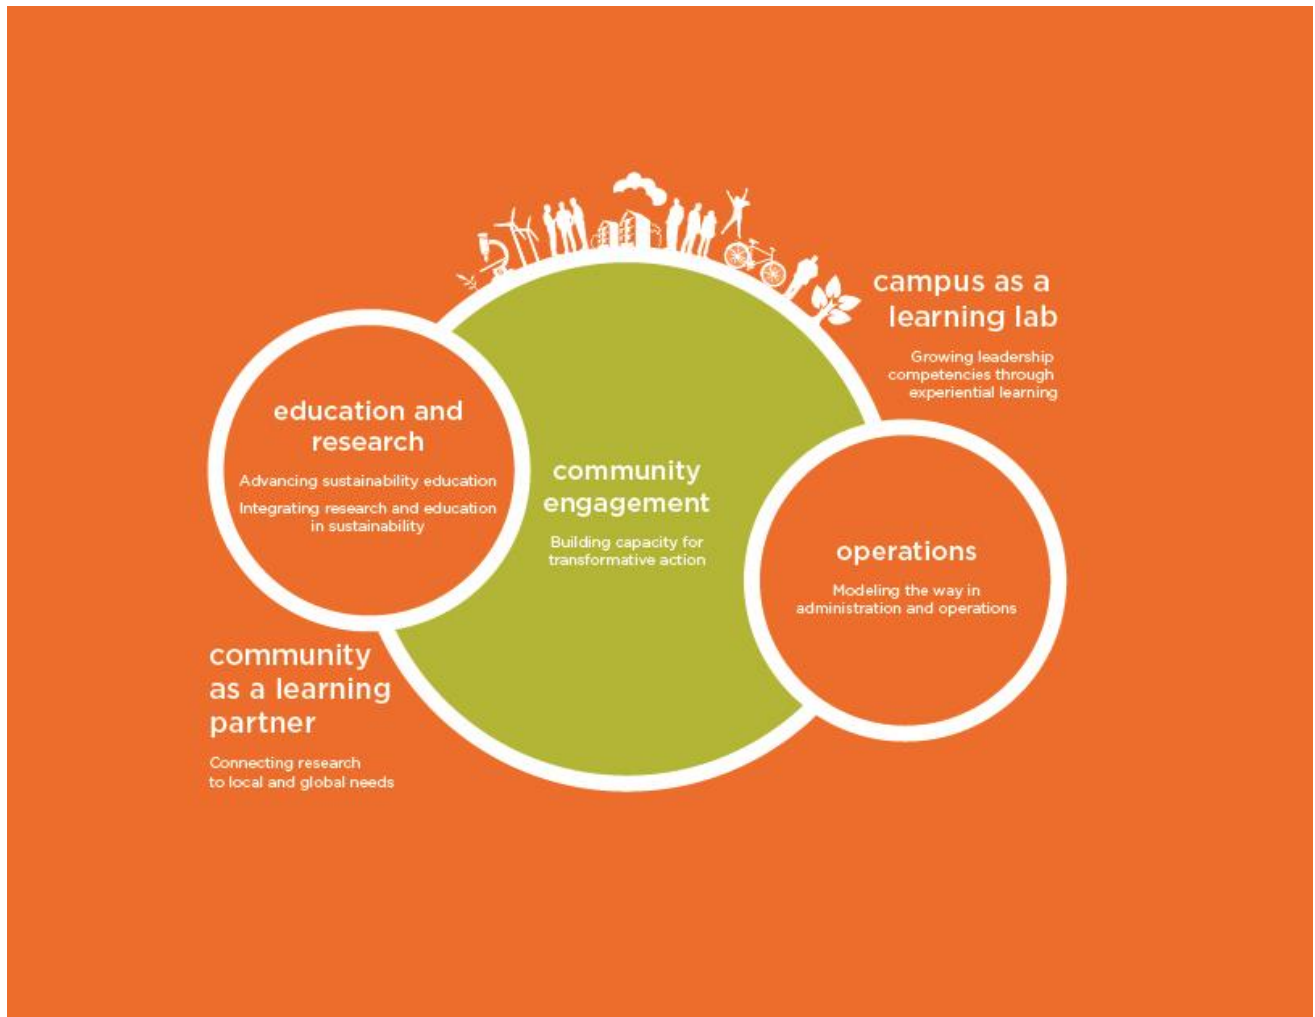 campus as a
learning lab
Growing leadership
competencies through
experiential learning
education and
research
Advancing sustainability education
Integrating research and education
in sustainability
community
engagement
Building capacity for
transformative action
operations
Modeling the way in
administration and operations
community
as a learning
partner
Connecting research
to local and global needs